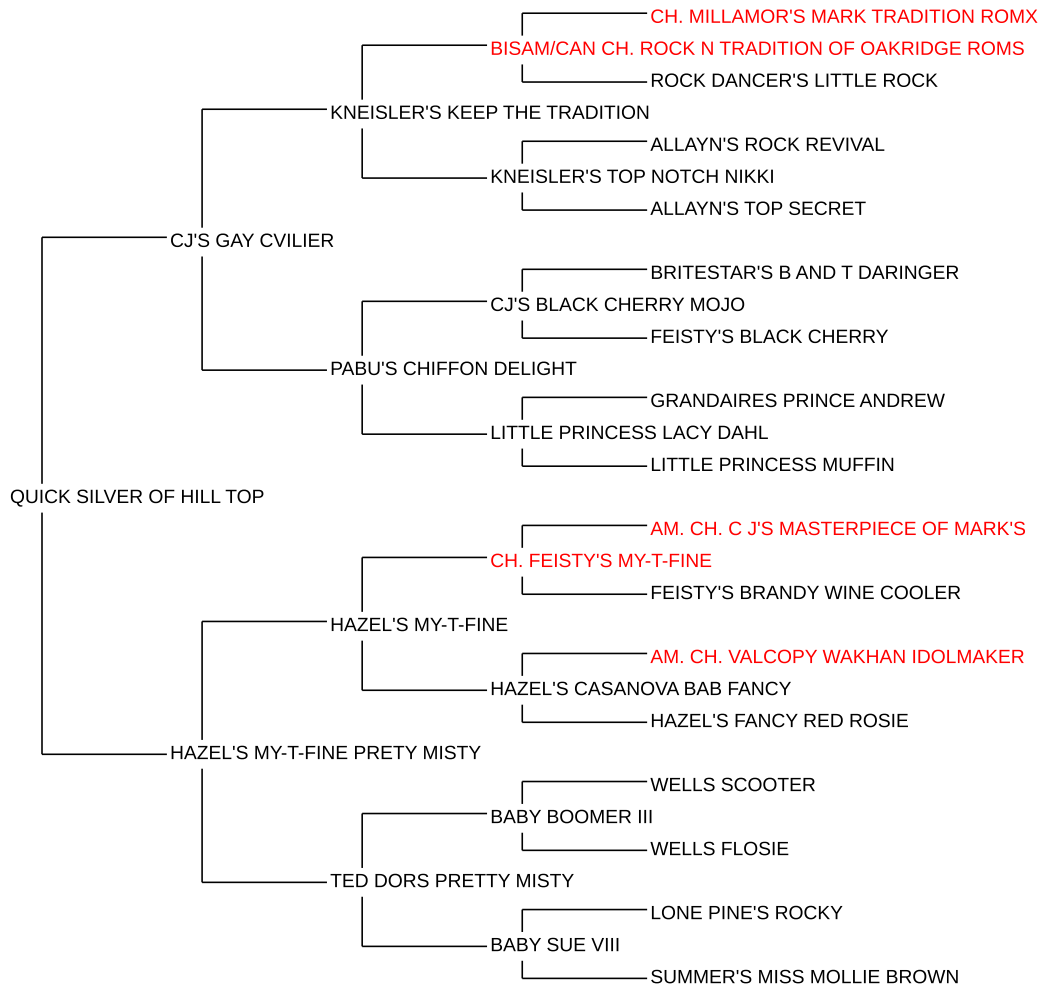 CH. MILLAMOR'S MARK TRADITION ROMX
BISAM/CAN CH. ROCK N TRADITION OF OAKRIDGE ROMS
ROCK DANCER'S LITTLE ROCK
KNEISLER'S KEEP THE TRADITION
ALLAYN'S ROCK REVIVAL
KNEISLER'S TOP NOTCH NIKKI
ALLAYN'S TOP SECRET
CJ'S GAY CVILIER
BRITESTAR'S B AND T DARINGER
CJ'S BLACK CHERRY MOJO
FEISTY'S BLACK CHERRY
PABU'S CHIFFON DELIGHT
GRANDAIRES PRINCE ANDREW
LITTLE PRINCESS LACY DAHL
LITTLE PRINCESS MUFFIN
QUICK SILVER OF HILL TOP
AM. CH. C J'S MASTERPIECE OF MARK'S
CH. FEISTY'S MY-T-FINE
FEISTY'S BRANDY WINE COOLER
HAZEL'S MY-T-FINE
AM. CH. VALCOPY WAKHAN IDOLMAKER
HAZEL'S CASANOVA BAB FANCY
HAZEL'S FANCY RED ROSIE
HAZEL'S MY-T-FINE PRETY MISTY
WELLS SCOOTER
BABY BOOMER III
WELLS FLOSIE
TED DORS PRETTY MISTY
LONE PINE'S ROCKY
BABY SUE VIII
SUMMER'S MISS MOLLIE BROWN